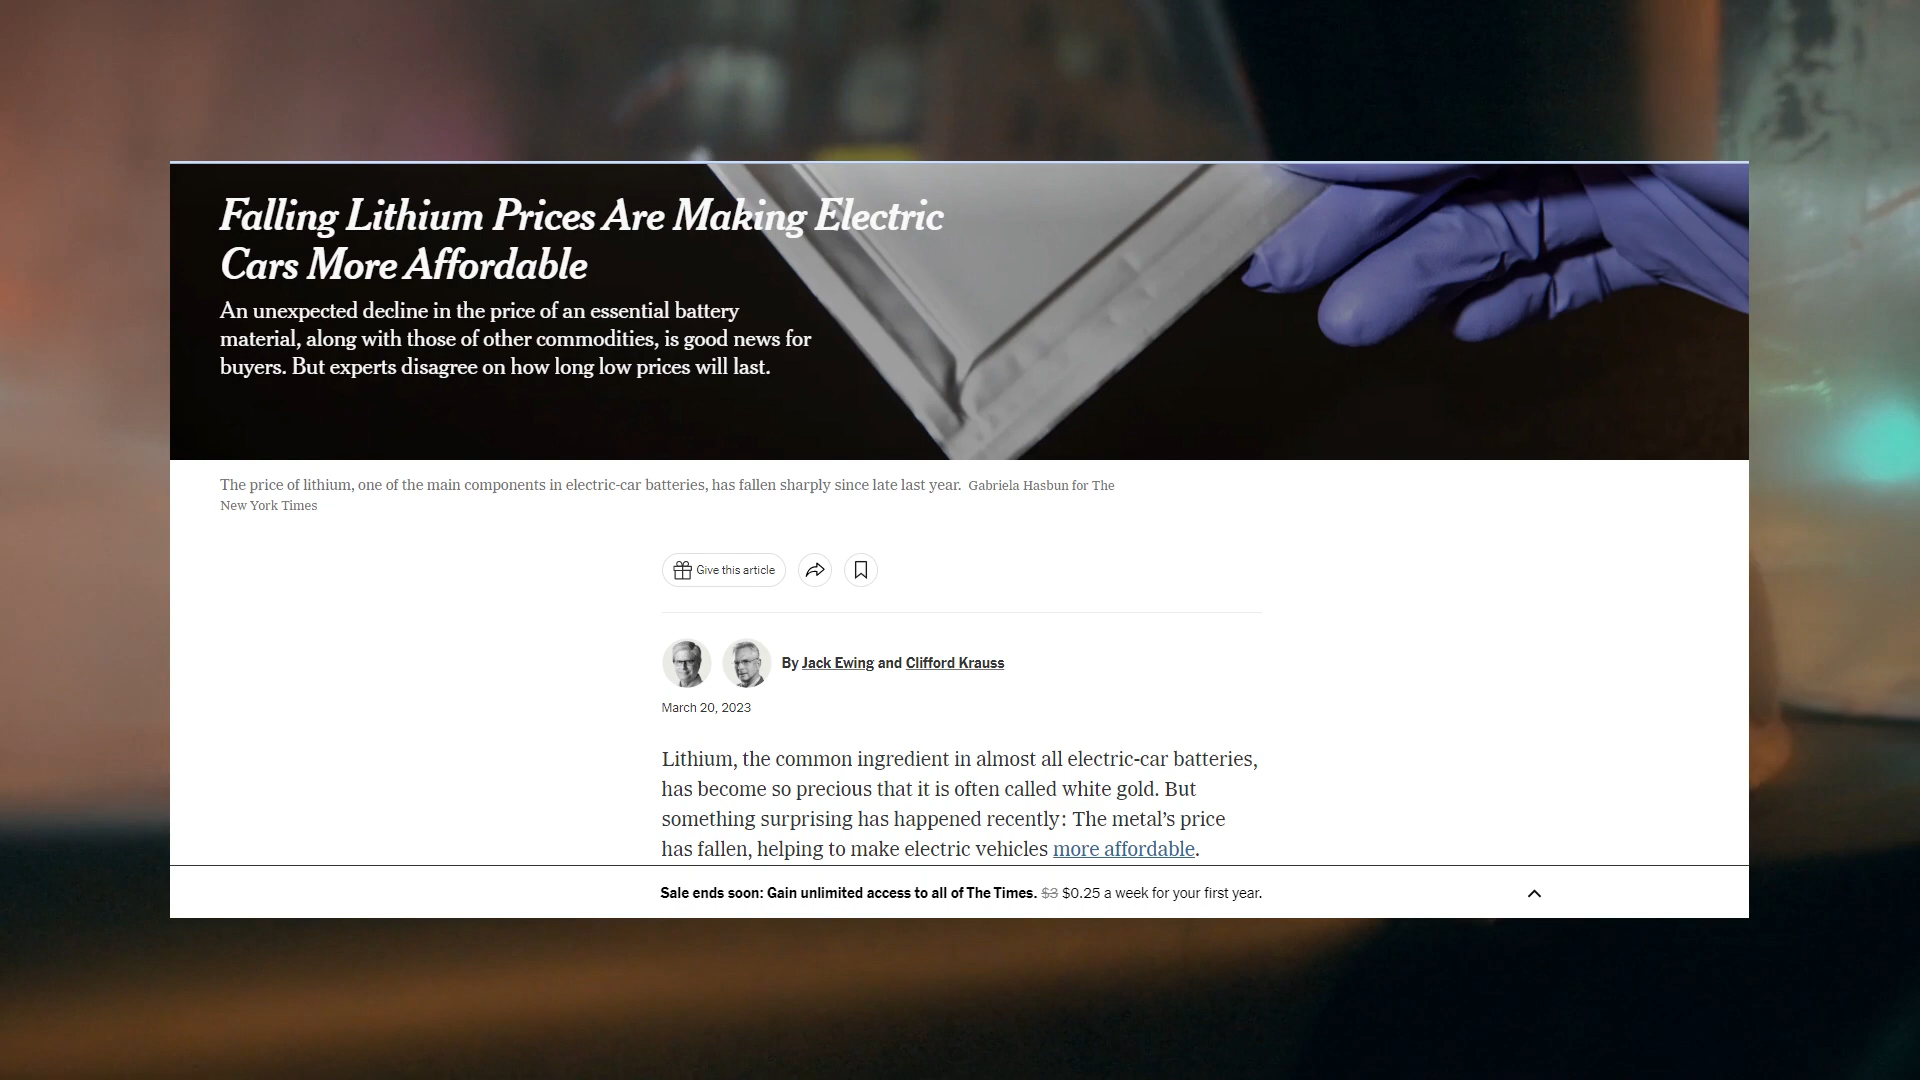 Falling Lithium Prices Are Making Electric
Cars More Affordable
An unexpected decline in the price of an essential battery
material, along with those of other commodities, is good news for
buyers. But experts disagree on how long low prices will last.
The price of lithium, one of the main components in electric-car batteries, has fallen sharply since late last year. Gabriela Hasbun for The
New York Times
Give this article
By Jack Ewing and Clifford Krauss
March 20, 2023
Lithium, the common ingredient in almost all electric-car batteries,
has become so precious that it is often called white gold. But
something surprising has happened recently: The metal’s price
has fallen, helping to make electric vehicles more affordable.
Sale ends soon: Gain unlimited access to all of The Times. $3 $0.25 a week for your first year.